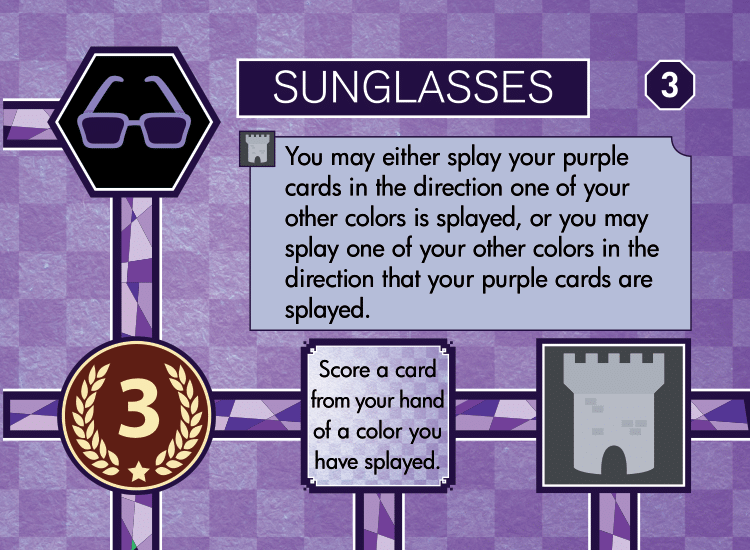 SUNGLASSES
3
You may either splay your purple
cards in the direction one of your
other colors is splayed, or you may
splay one of your other colors in the
direction that your purple cards are
splayed.
3
Score a card
from your hand
of a color you
have splayed.